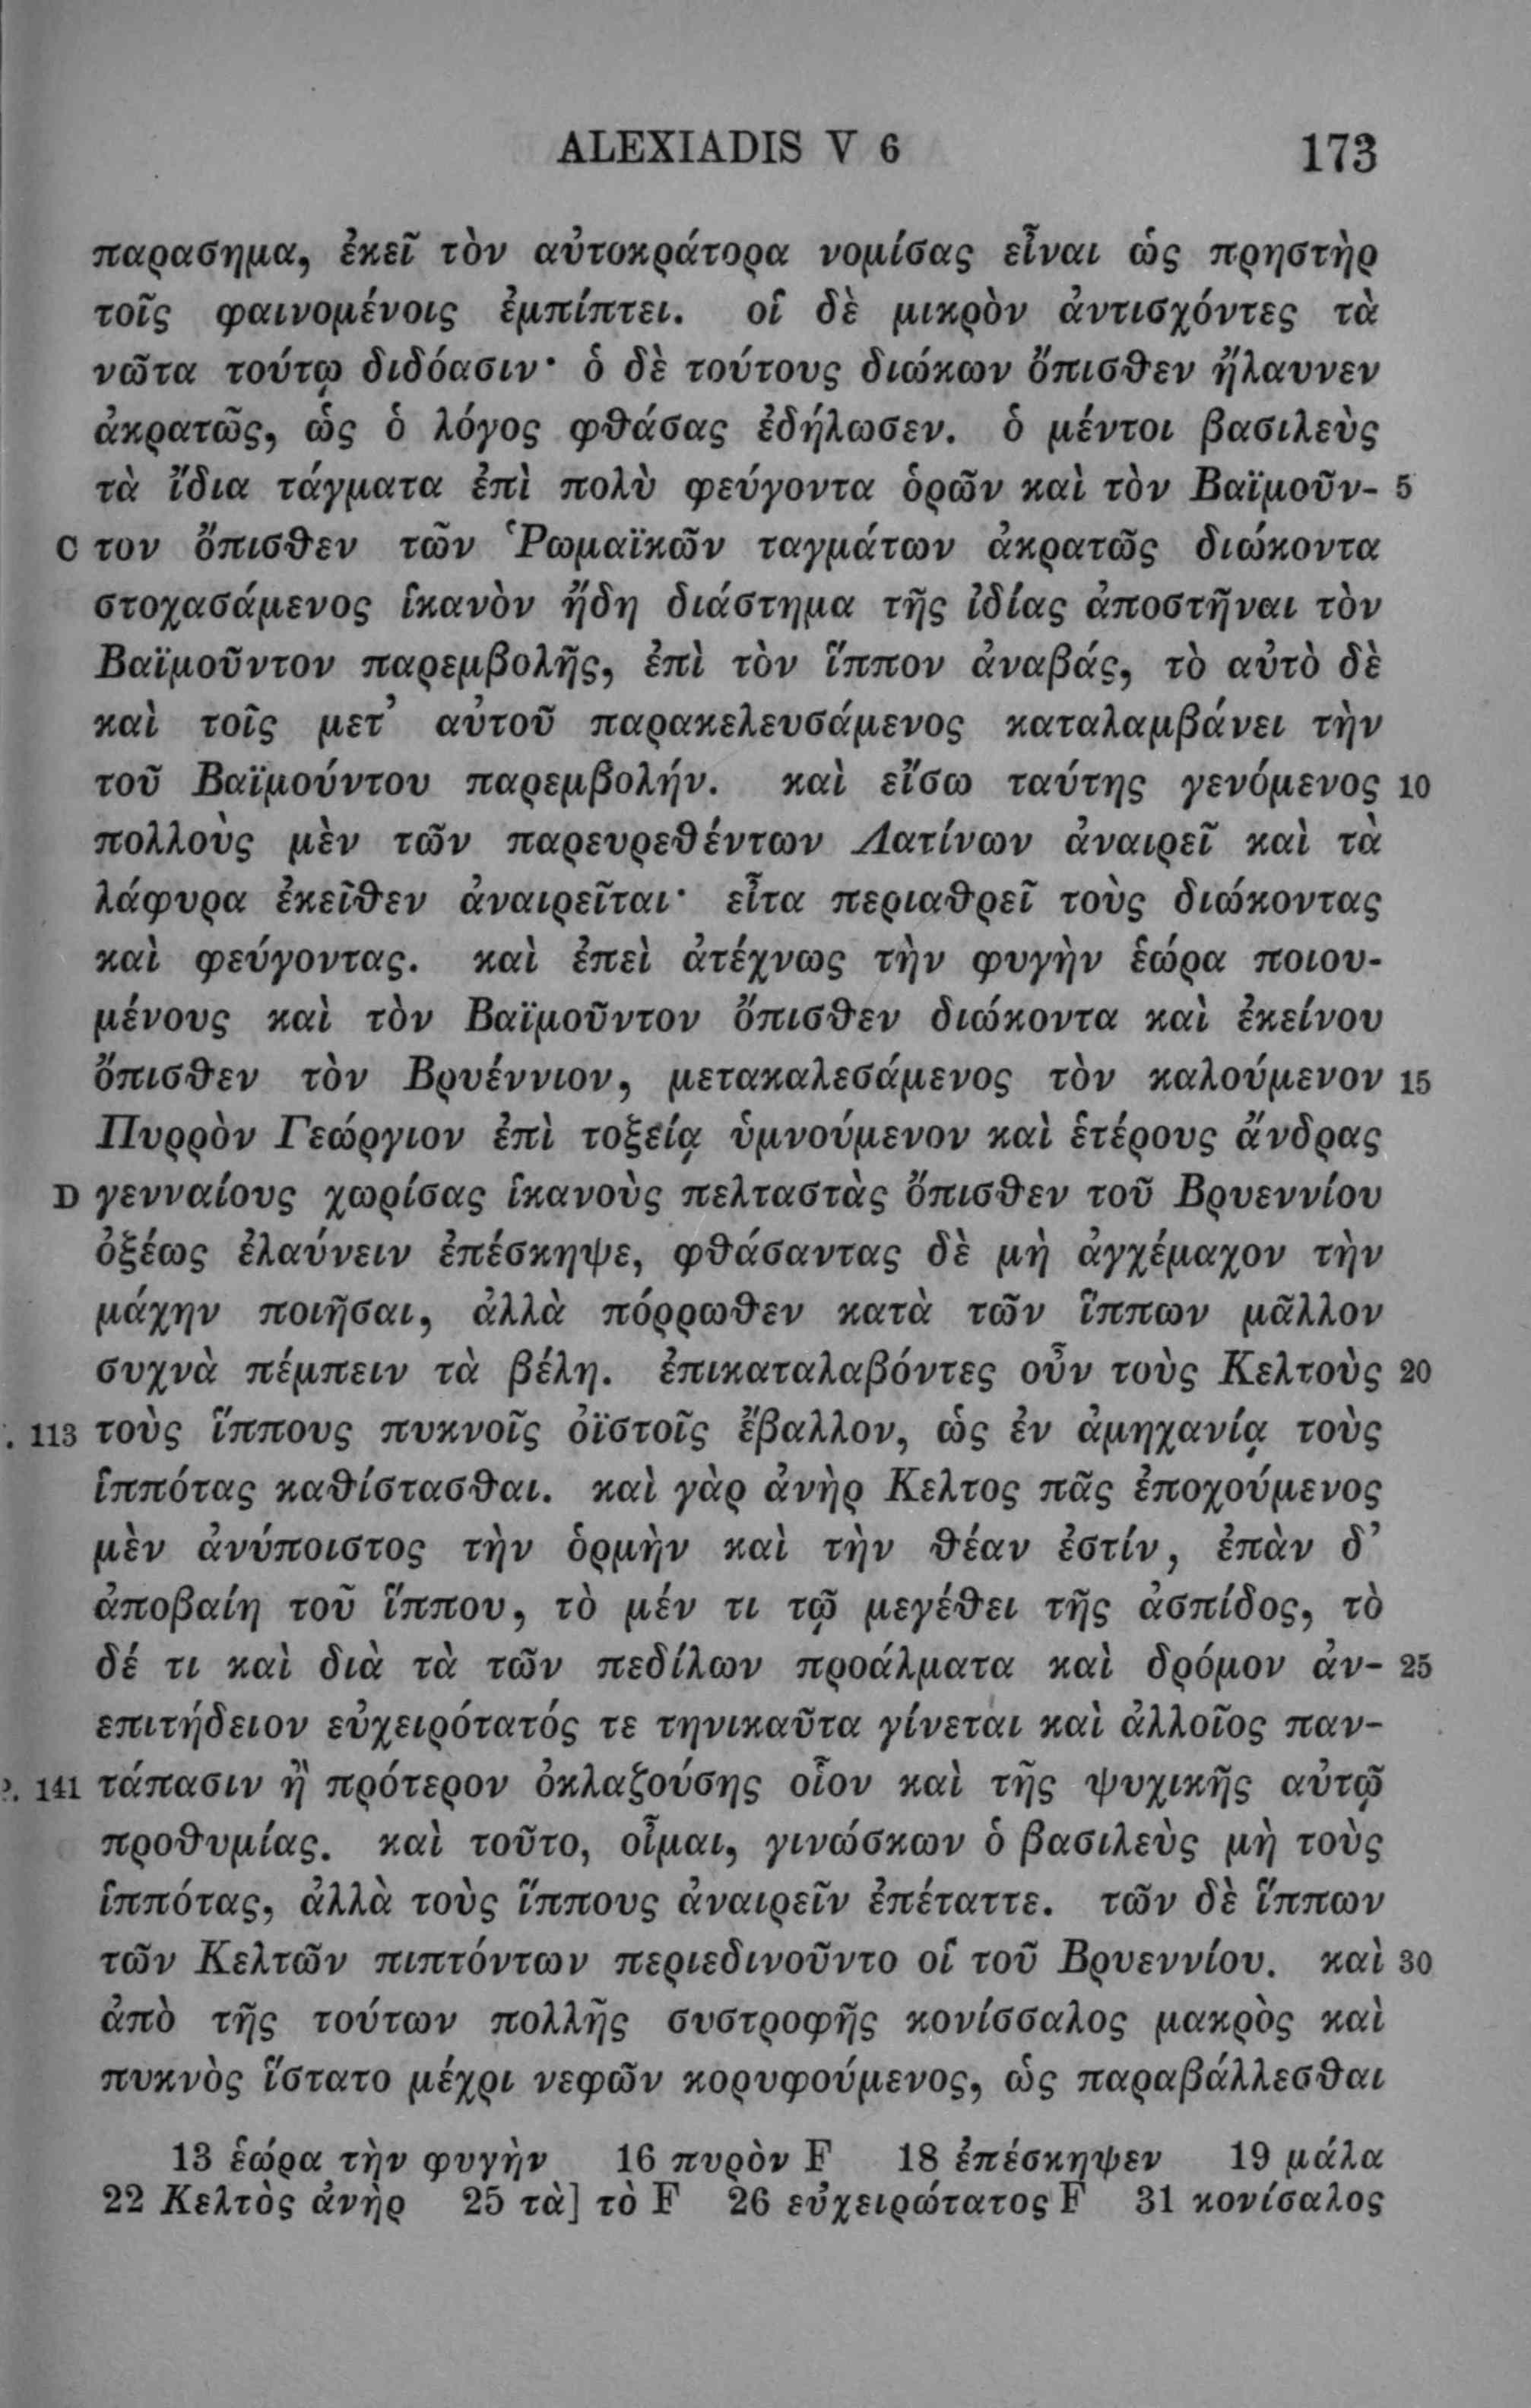 ALEXIADIS V 6 173
παρασημα, ἐκεῖ τὸν αὐτοκράτορα νομίσας εἶναι ὡς πρηστὴρ
τοῖς φαινομένοις ἐμπίπτει. οἱ δὲ μικρὸν ἀντισχόντες τὰ
νῶτα τούτῳ διδόασιν· ὁ δὲ τούτους διώκων ὄπισθεν ἤλαυνεν
ἀκρατῶς, ὡς ὁ λόγος φθάσας ἐδήλωσεν. ὁ μέντοι βασιλεὺς
τὰ ἴδια τάγματα ἐπὶ πολὺ φεύγοντα ὁρῶν καὶ τὸν Βαϊμοῦν- 5
C τον ὄπισθεν τῶν Ῥωμαϊκῶν ταγμάτων ἀκρατῶς διώκοντα
στοχασάμενος ἱκανὸν ἤδη διάστημα τῆς ἰδίας ἀποστῆναι τὸν
Βαϊμοῦντον παρεμβολῆς, ἐπὶ τὸν ἵππον ἀναβάς, τὸ αὐτὸ δὲ
καὶ τοῖς μετ’ αὐτοῦ παρακελευσάμενος καταλαμβάνει τὴν
τοῦ Βαϊμούντου παρεμβολήν. καὶ εἴσω ταύτης γενόμενος 10
πολλοὺς μὲν τῶν παρευρεθέντων Λατίνων ἀναιρεῖ καὶ τὰ
λάφυρα ἐκεῖθεν ἀναιρεῖται· εἶτα περιαθρεῖ τοὺς διώκοντας
καὶ φεύγοντας. καὶ ἐπεὶ ἀτέχνως τὴν φυγὴν ἑώρα ποιου-
μένους καὶ τὸν Βαϊμοῦντον ὄπισθεν διώκοντα καὶ ἐκείνου
ὄπισθεν τὸν Βρυέννιον, μετακαλεσάμενος τὸν καλούμενον 15
Πυρρὸν Γεώργιον ἐπὶ τοξείᾳ ὑμνούμενον καὶ ἑτέρους ἄνδρας
D γενναίους χωρίσας ἱκανοὺς πελταστὰς ὄπισθεν τοῦ Βρυεννίου
ὀξέως ἐλαύνειν ἐπέσκηψε, φθάσαντας δὲ μὴ ἀγχέμαχον τὴν
μάχην ποιῆσαι, ἀλλὰ πόρρωθεν κατὰ τῶν ἵππων μᾶλλον
συχνὰ πέμπειν τὰ βέλη. ἐπικαταλαβόντες οὖν τοὺς Κελτοὺς 20
. 113 τοὺς ἵππους πυκνοῖς ὀϊστοῖς ἔβαλλον, ὡς ἐν ἀμηχανίᾳ τοὺς
ἱππότας καθίστασθαι. καὶ γὰρ ἀνὴρ Κελτος πᾶς ἐποχούμενος
μὲν ἀνύποιστος τὴν ὁρμὴν καὶ τὴν θέαν ἐστίν, ἐπὰν δ’
ἀποβαίη τοῦ ἵππου, τὸ μέν τι τῷ μεγέθει τῆς ἀσπίδος, τὸ
δέ τι καὶ διὰ τὰ τῶν πεδίλων προάλματα καὶ δρόμον ἀν- 25
επιτήδειον εὐχειρότατός τε τηνικαῦτα γίνεται καὶ ἀλλοῖος παν-
. 141 τάπασιν ἢ πρότερον ὀκλαζούσης οἷον καὶ τῆς ψυχικῆς αὐτῷ
προθυμίας. καὶ τοῦτο, οἶμαι, γινώσκων ὁ βασιλεὺς μὴ τοὺς
ἱππότας, ἀλλὰ τοὺς ἵππους ἀναιρεῖν ἐπέταττε. τῶν δὲ ἵππων
τῶν Κελτῶν πιπτόντων περιεδινοῦντο οἱ τοῦ Βρυεννίου. καὶ 30
ἀπὸ τῆς τούτων πολλῆς συστροφῆς κονίσσαλος μακρὸς καὶ
πυκνὸς ἵστατο μέχρι νεφῶν κορυφούμενος, ὡς παραβάλλεσθαι
13 ἑώρα τὴν φυγὴν 16 πυρὸν F 18 ἐπέσκηψεν 19 μάλα
22 Κελτὸς ἀνὴρ 25 τὰ] τὸ F 26 εὐχειρώτατος F 31 κονίσαλος